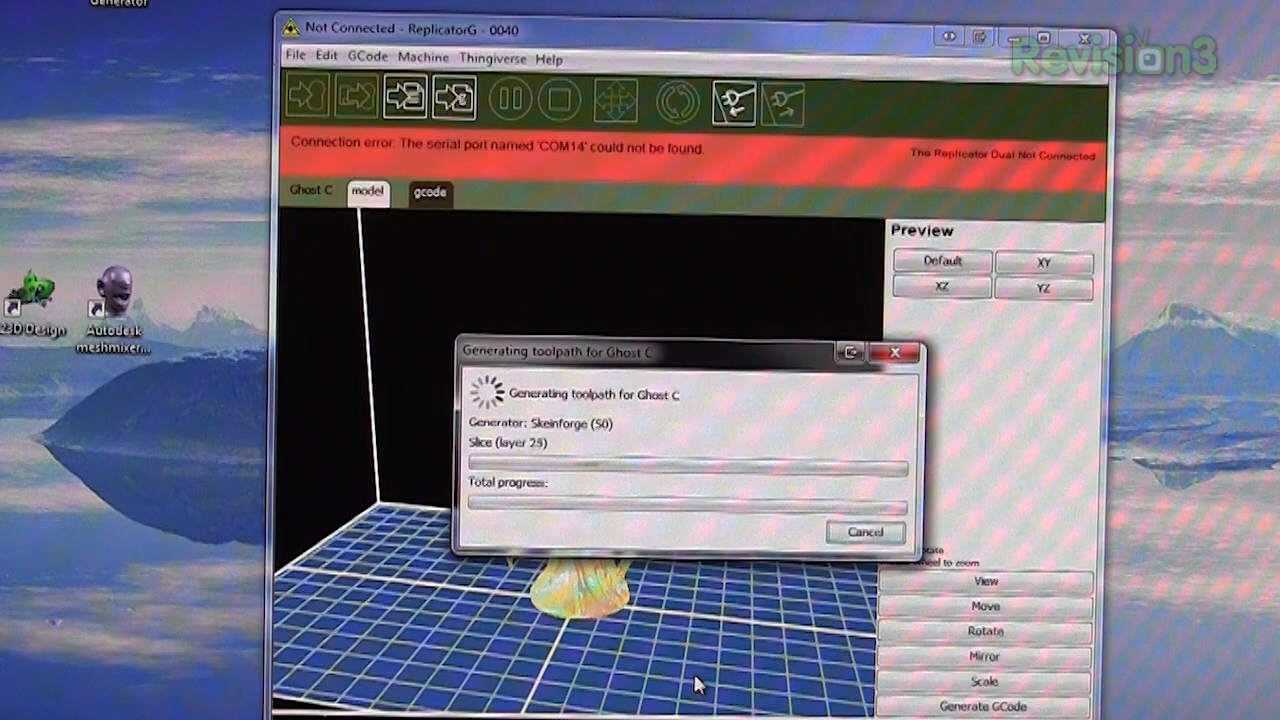 Generator
Not Connected - ReplicatorG - 0040
Revision3
File Edit GCode Machine Thingiverse Help
Connection error: The serial port named 'COM14' could not be found.
The Replicator Dual Not Connected
Ghost C model gcode
Preview
Default XY
XZ YZ
23D Design
Autodesk
meshmixer...
Generating toolpath for Ghost C
Generating toolpath for Ghost C
Generator: Skeinforge (50)
Slice (layer 25)
Total progress:
Cancel
to zoom
View
Move
Rotate
Mirror
Scale
Generate GCode